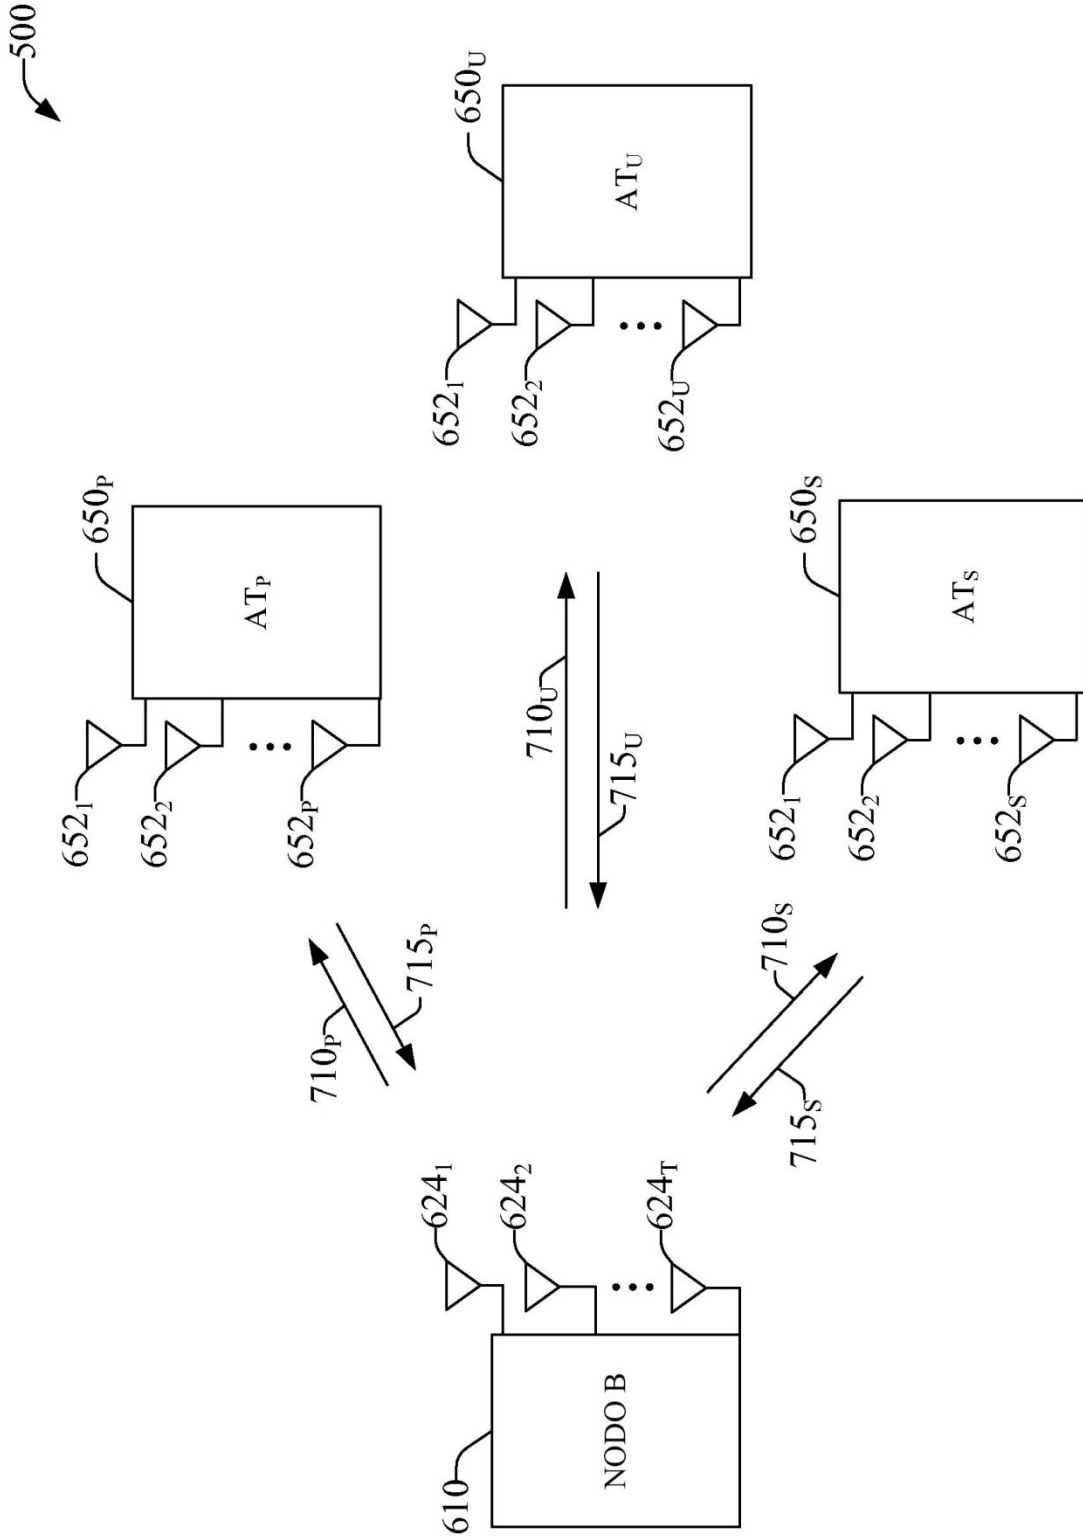 500
650P
652₁
652₂
ATP
652P
710P
715P
610
624₁
652₁
650U
624₂
652₂
710U
NODO B
715U
ATU
624T
652U
710S
652₁
650S
715S
652₂
ATS
652S